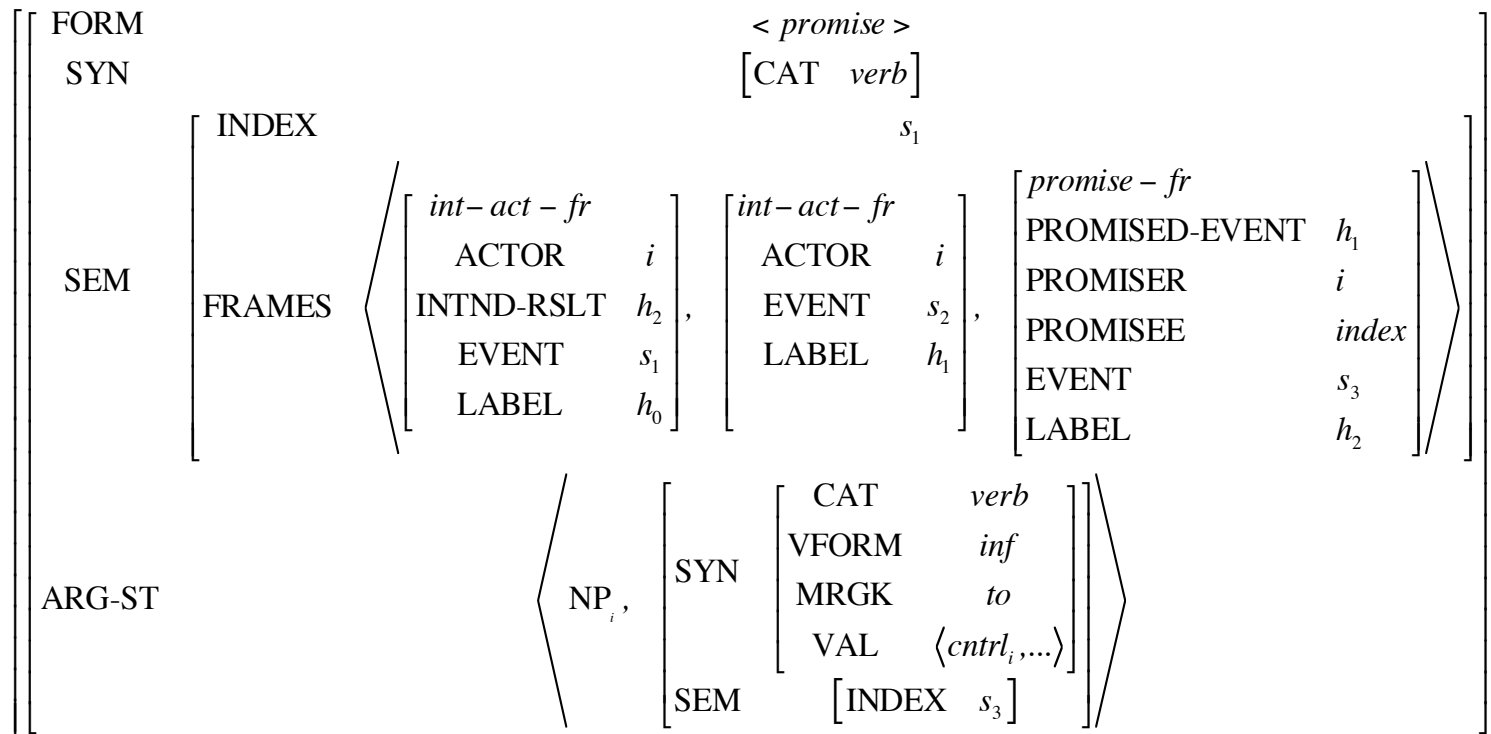 FORM < promise >
SYN [CAT verb]
SEM [INDEX s₁
FRAMES ⟨[int– act – fr
ACTOR i
INTND-RSLT h₂
EVENT s₁
LABEL h₀],
[int– act– fr
ACTOR i
EVENT s₂
LABEL h₁],
[promise – fr
PROMISED-EVENT h₁
PROMISER i
PROMISEE index
EVENT s₃
LABEL h₂]⟩]
ARG-ST ⟨NPᵢ, [SYN [CAT verb
VFORM inf
MRGK to
VAL ⟨cntrlᵢ,...⟩]
SEM [INDEX s₃]]⟩